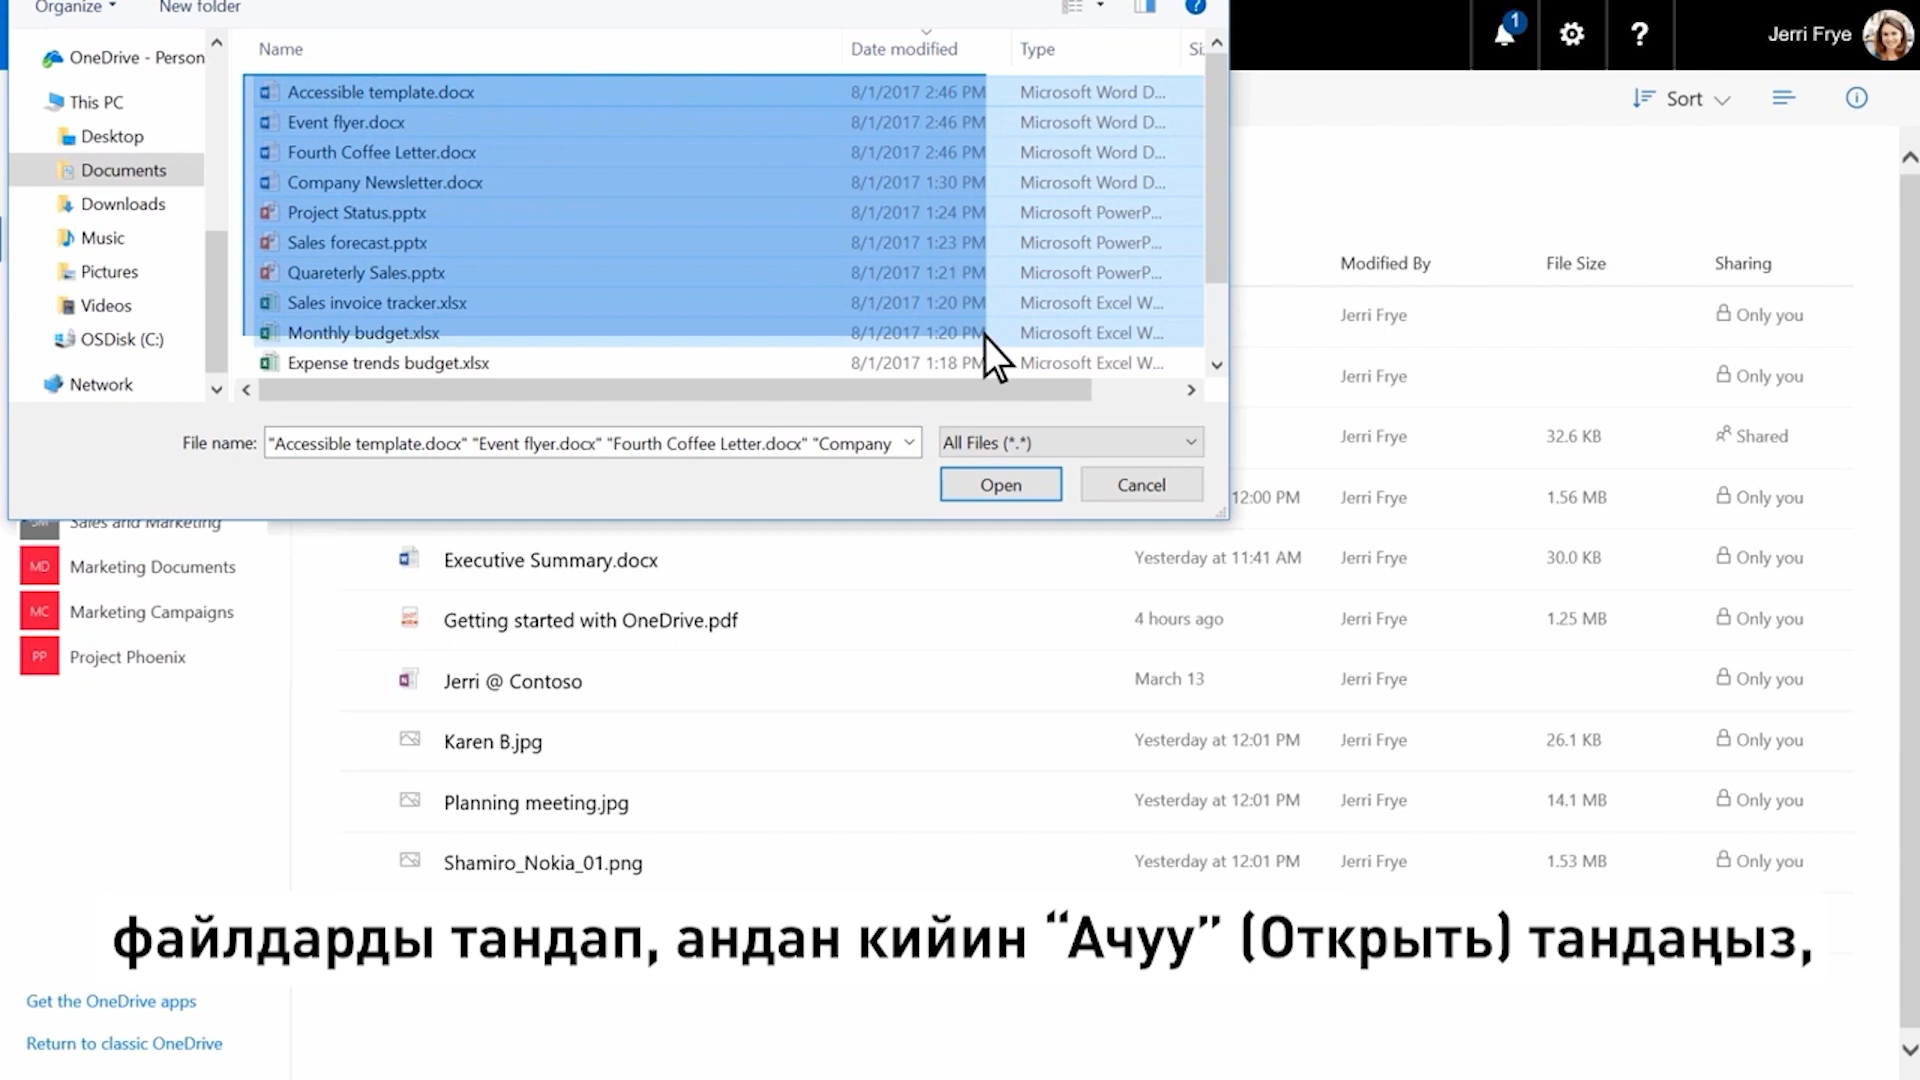 Organize
New folder
1
?
Jerri Frye
OneDrive - Person
This PC
Desktop
Documents
Downloads
Music
Pictures
Videos
OSDisk (C:)
Network
Name Date modified Type Si
Accessible template.docx 8/1/2017 2:46 PM Microsoft Word D...
Event flyer.docx 8/1/2017 2:46 PM Microsoft Word D...
Fourth Coffee Letter.docx 8/1/2017 2:46 PM Microsoft Word D...
Company Newsletter.docx 8/1/2017 1:30 PM Microsoft Word D...
Project Status.pptx 8/1/2017 1:24 PM Microsoft PowerP...
Sales forecast.pptx 8/1/2017 1:23 PM Microsoft PowerP...
Quareterly Sales.pptx 8/1/2017 1:21 PM Microsoft PowerP...
Sales invoice tracker.xlsx 8/1/2017 1:20 PM Microsoft Excel W...
Monthly budget.xlsx 8/1/2017 1:20 PM Microsoft Excel W...
Expense trends budget.xlsx 8/1/2017 1:18 PM Microsoft Excel W...
File name: "Accessible template.docx" "Event flyer.docx" "Fourth Coffee Letter.docx" "Company
All Files (*.*)
Open Cancel
Sort
Modified By File Size Sharing
Jerri Frye Only you
Jerri Frye Only you
Jerri Frye 32.6 KB Shared
12:00 PM Jerri Frye 1.56 MB Only you
Executive Summary.docx Yesterday at 11:41 AM Jerri Frye 30.0 KB Only you
Getting started with OneDrive.pdf 4 hours ago Jerri Frye 1.25 MB Only you
Jerri @ Contoso March 13 Jerri Frye Only you
Karen B.jpg Yesterday at 12:01 PM Jerri Frye 26.1 KB Only you
Planning meeting.jpg Yesterday at 12:01 PM Jerri Frye 14.1 MB Only you
Shamiro_Nokia_01.png Yesterday at 12:01 PM Jerri Frye 1.53 MB Only you
SM Sales and Marketing
MD Marketing Documents
MC Marketing Campaigns
PP Project Phoenix
файлдарды тандап, андан кийин “Ачуу” (Открыть) тандаңыз,
Get the OneDrive apps
Return to classic OneDrive